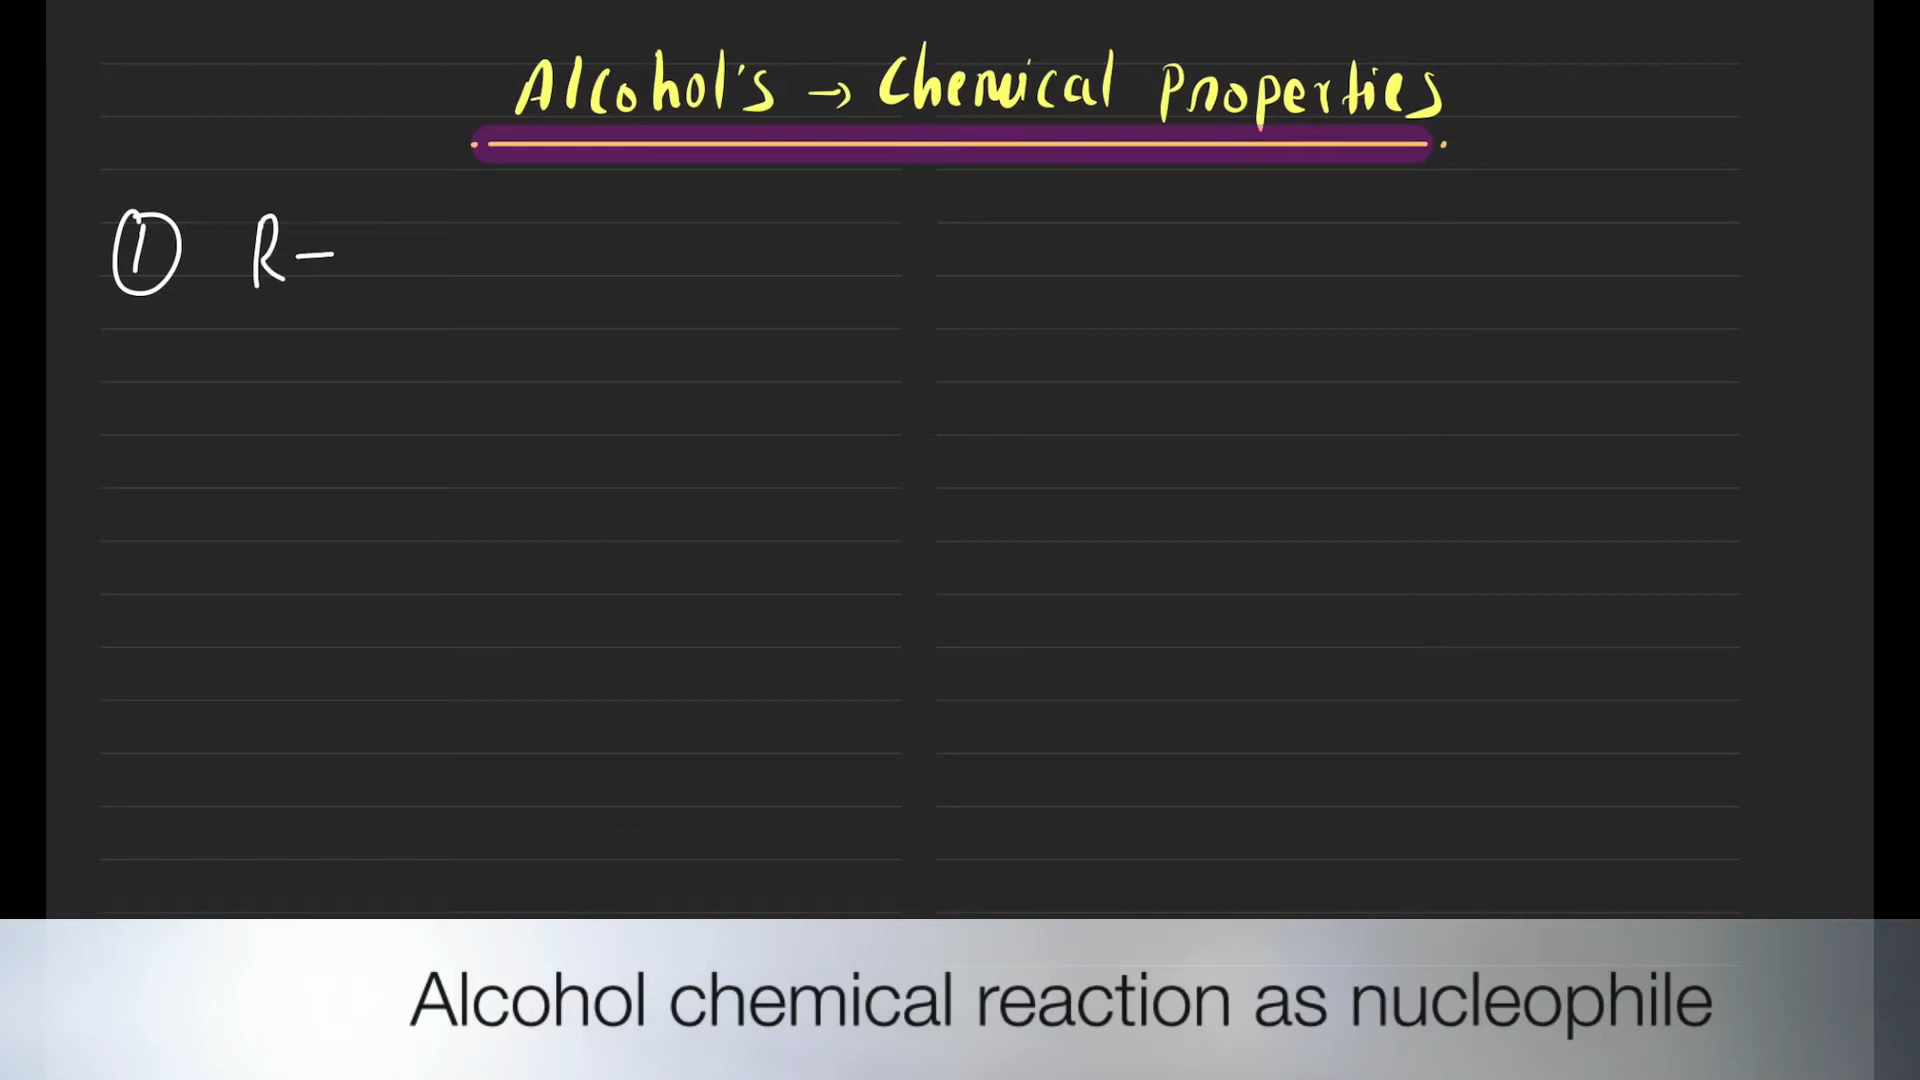 Alcohol's → Chemical Properties
① R-
Alcohol chemical reaction as nucleophile